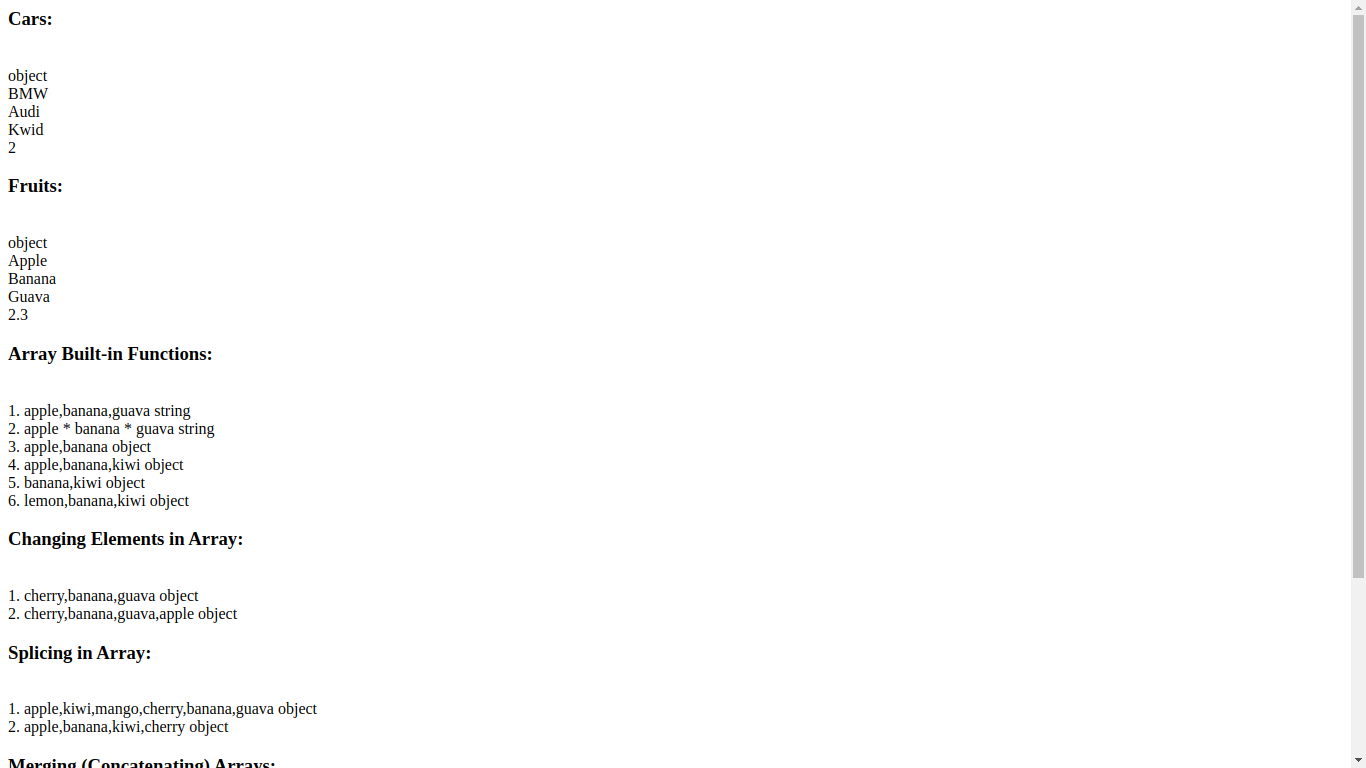 Cars:
object
BMW
Audi
Kwid
2
Fruits:
object
Apple
Banana
Guava
2.3
Array Built-in Functions:
1. apple,banana,guava string
2. apple * banana * guava string
3. apple,banana object
4. apple,banana,kiwi object
5. banana,kiwi object
6. lemon,banana,kiwi object
Changing Elements in Array:
1. cherry,banana,guava object
2. cherry,banana,guava,apple object
Splicing in Array:
1. apple,kiwi,mango,cherry,banana,guava object
2. apple,banana,kiwi,cherry object
Merging (Concatenating) Arrays: